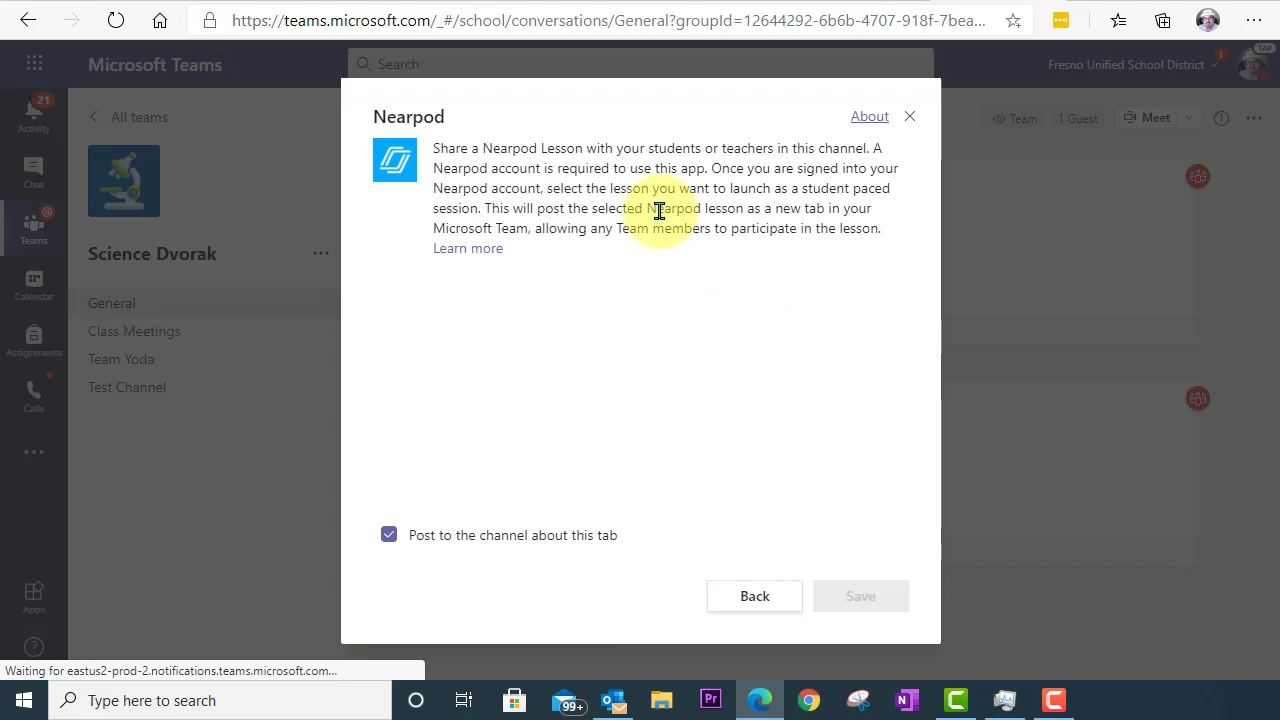 https://teams.microsoft.com/_#/school/conversations/General?groupId=12644292-6b6b-4707-918f-7bea...
Microsoft Teams
Search
Fresno Unified School District
1
TAP
21
Activity
Chat
Teams
Calendar
Assignments
Calls
Apps
All teams
Science Dvorak
General
Class Meetings
Team Yoda
Test Channel
Team
1 Guest
Meet
Nearpod
About
Share a Nearpod Lesson with your students or teachers in this channel. A
Nearpod account is required to use this app. Once you are signed into your
Nearpod account, select the lesson you want to launch as a student paced
session. This will post the selected Nearpod lesson as a new tab in your
Microsoft Team, allowing any Team members to participate in the lesson.
Learn more
Post to the channel about this tab
Back
Save
Waiting for eastus2-prod-2.notifications.teams.microsoft.com...
Type here to search
99+
Pr
N
C
C